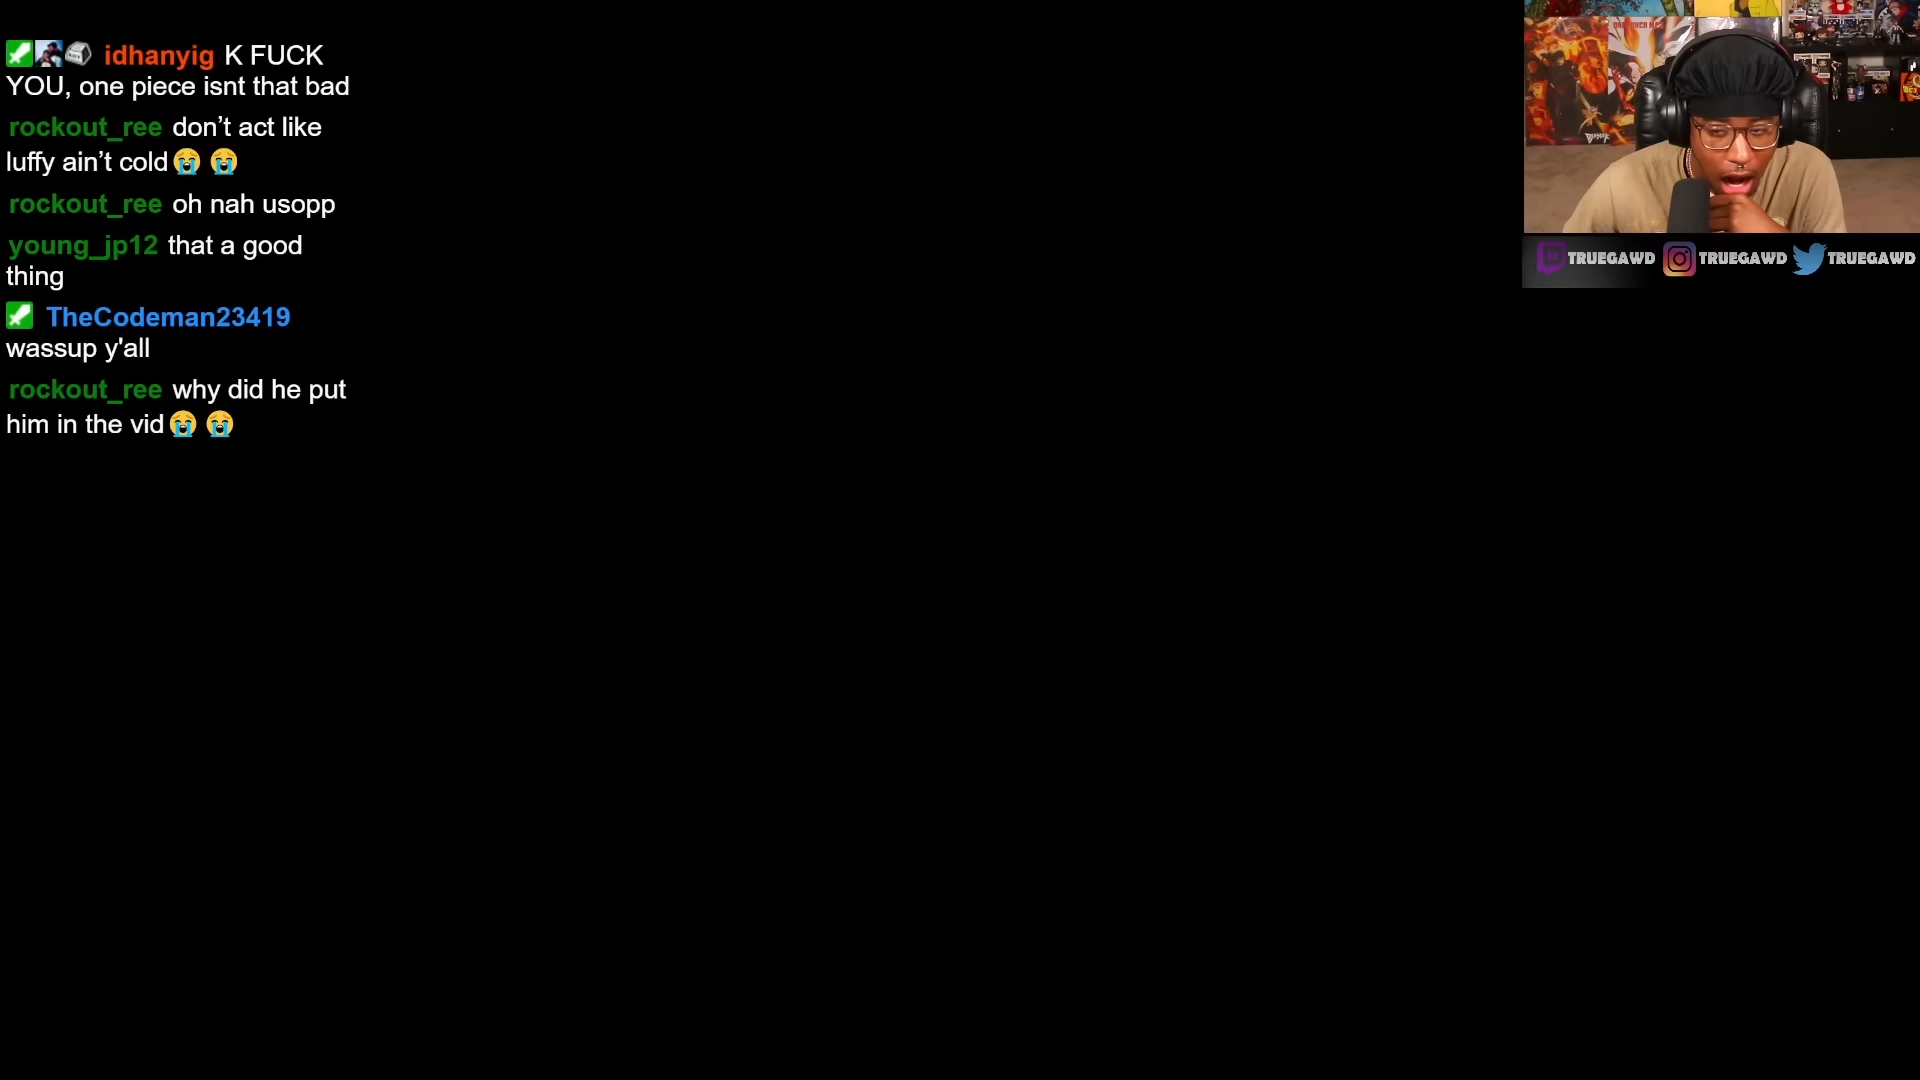 idhanyig K FUCK
YOU, one piece isnt that bad
rockout_ree don’t act like
luffy ain’t cold😭 😭
rockout_ree oh nah usopp
young_jp12 that a good
thing
TheCodeman23419
wassup y'all
rockout_ree why did he put
him in the vid😭 😭
TRUEGAWD TRUEGAWD TRUEGAWD